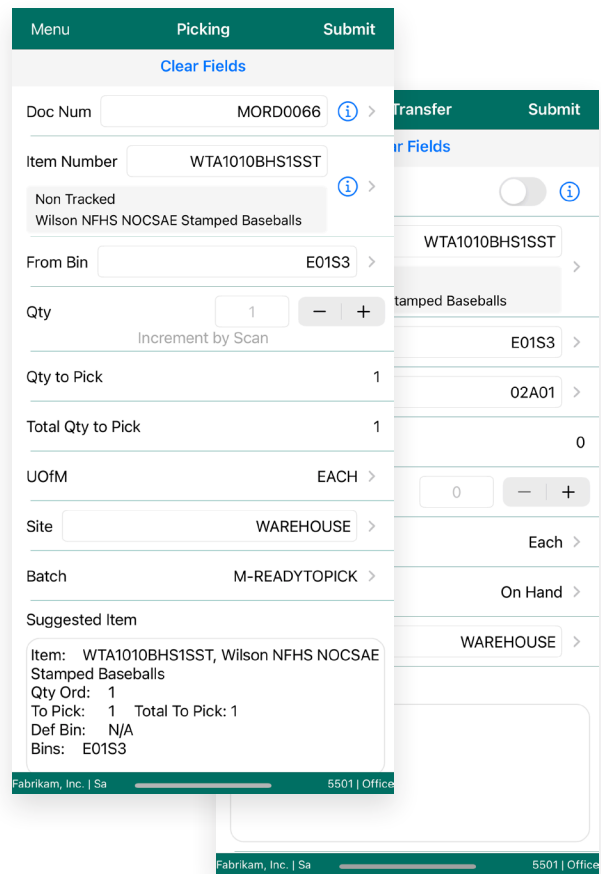 Menu Picking Submit
Clear Fields
Doc Num MORD0066
Item Number WTA1010BHS1SST
Non Tracked
Wilson NFHS NOCSAE Stamped Baseballs
From Bin E01S3
Qty 1 − +
Increment by Scan
Qty to Pick 1
Total Qty to Pick 1
UOfM EACH
Site WAREHOUSE
Batch M-READYTOPICK
Suggested Item
Item: WTA1010BHS1SST, Wilson NFHS NOCSAE
Stamped Baseballs
Qty Ord: 1
To Pick: 1 Total To Pick: 1
Def Bin: N/A
Bins: E01S3
Fabrikam, Inc. | Sa 5501 | Office
Transfer Submit
r Fields
WTA1010BHS1SST
tamped Baseballs
E01S3
02A01
0
0 − +
Each
On Hand
WAREHOUSE
Fabrikam, Inc. | Sa 5501 | Office